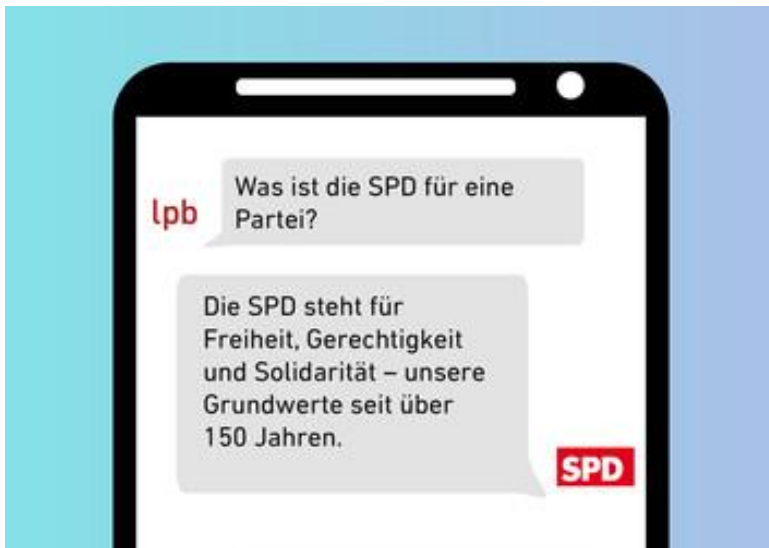 lpb
Was ist die SPD für eine
Partei?
Die SPD steht für
Freiheit, Gerechtigkeit
und Solidarität – unsere
Grundwerte seit über
150 Jahren.
SPD